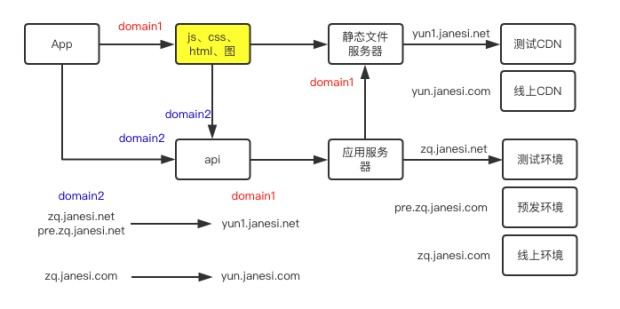 App
domain1
js、css、
html、图
静态文件
服务器
yun1.janesi.net
测试CDN
domain1
yun.janesi.com
线上CDN
domain2
domain2
api
应用服务
器
zq.janesi.net
测试环境
domain2
domain1
pre.zq.janesi.com
预发环境
zq.janesi.net
pre.zq.janesi.net
yun1.janesi.net
zq.janesi.com
线上环境
zq.janesi.com
yun.janesi.com